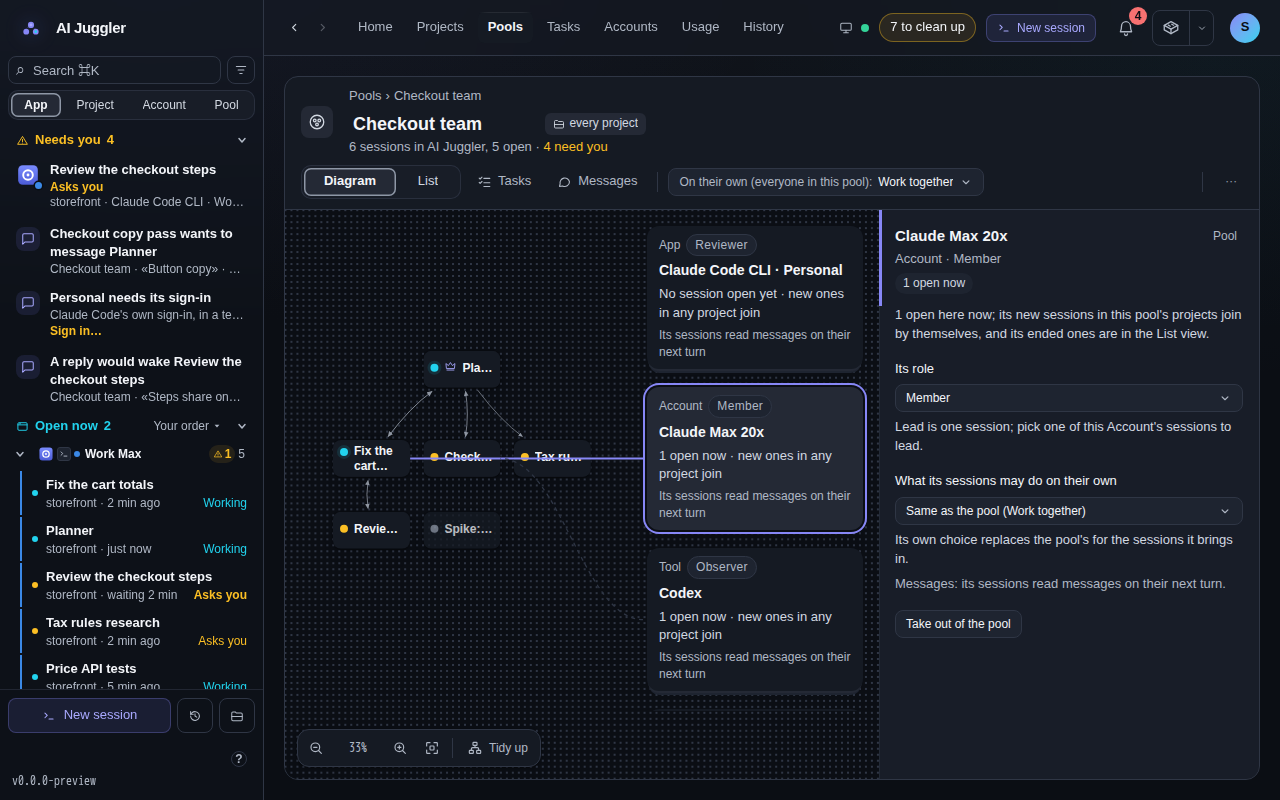 AI Juggler
Search ⌘K
App
Project
Account
Pool
Needs you 4
Review the checkout steps
Asks you
storefront · Claude Code CLI · Wo…
Checkout copy pass wants to
message Planner
Checkout team · «Button copy» · …
Personal needs its sign-in
Claude Code's own sign-in, in a te…
Sign in…
A reply would wake Review the
checkout steps
Checkout team · «Steps share on…
Open now 2
Your order
Work Max
1
5
Fix the cart totals
storefront · 2 min ago
Working
Planner
storefront · just now
Working
Review the checkout steps
storefront · waiting 2 min
Asks you
Tax rules research
storefront · 2 min ago
Asks you
Price API tests
storefront · 5 min ago
Working
New session
?
v0.0.0-preview
Home
Projects
Pools
Tasks
Accounts
Usage
History
7 to clean up
New session
4
S
Pools › Checkout team
Checkout team
every project
6 sessions in AI Juggler, 5 open · 4 need you
Diagram
List
Tasks
Messages
On their own (everyone in this pool): Work together
…
Pla…
Fix the
cart…
Check…
Tax ru…
Revie…
Spike:…
App
Reviewer
Claude Code CLI · Personal
No session open yet · new ones
in any project join
Its sessions read messages on their
next turn
Account
Member
Claude Max 20x
1 open now · new ones in any
project join
Its sessions read messages on their
next turn
Tool
Observer
Codex
1 open now · new ones in any
project join
Its sessions read messages on their
next turn
33%
Tidy up
Claude Max 20x
Pool
Account · Member
1 open now
1 open here now; its new sessions in this pool's projects join
by themselves, and its ended ones are in the List view.
Its role
Member
Lead is one session; pick one of this Account's sessions to
lead.
What its sessions may do on their own
Same as the pool (Work together)
Its own choice replaces the pool's for the sessions it brings
in.
Messages: its sessions read messages on their next turn.
Take out of the pool